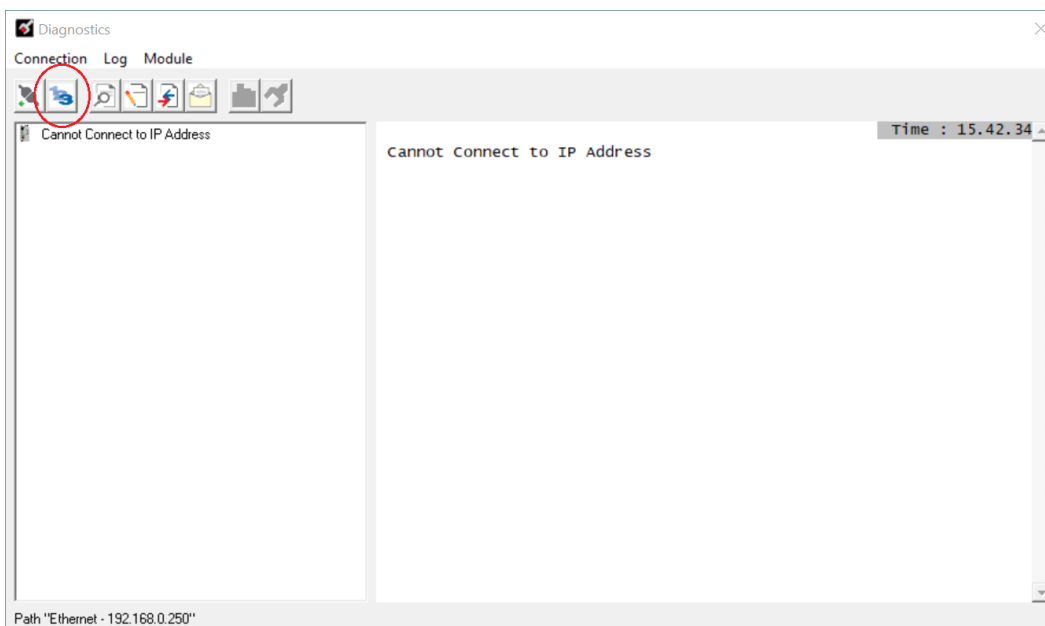 Diagnostics
Connection Log Module
Cannot Connect to IP Address
Time : 15.42.34
Cannot Connect to IP Address
Path "Ethernet - 192.168.0.250"